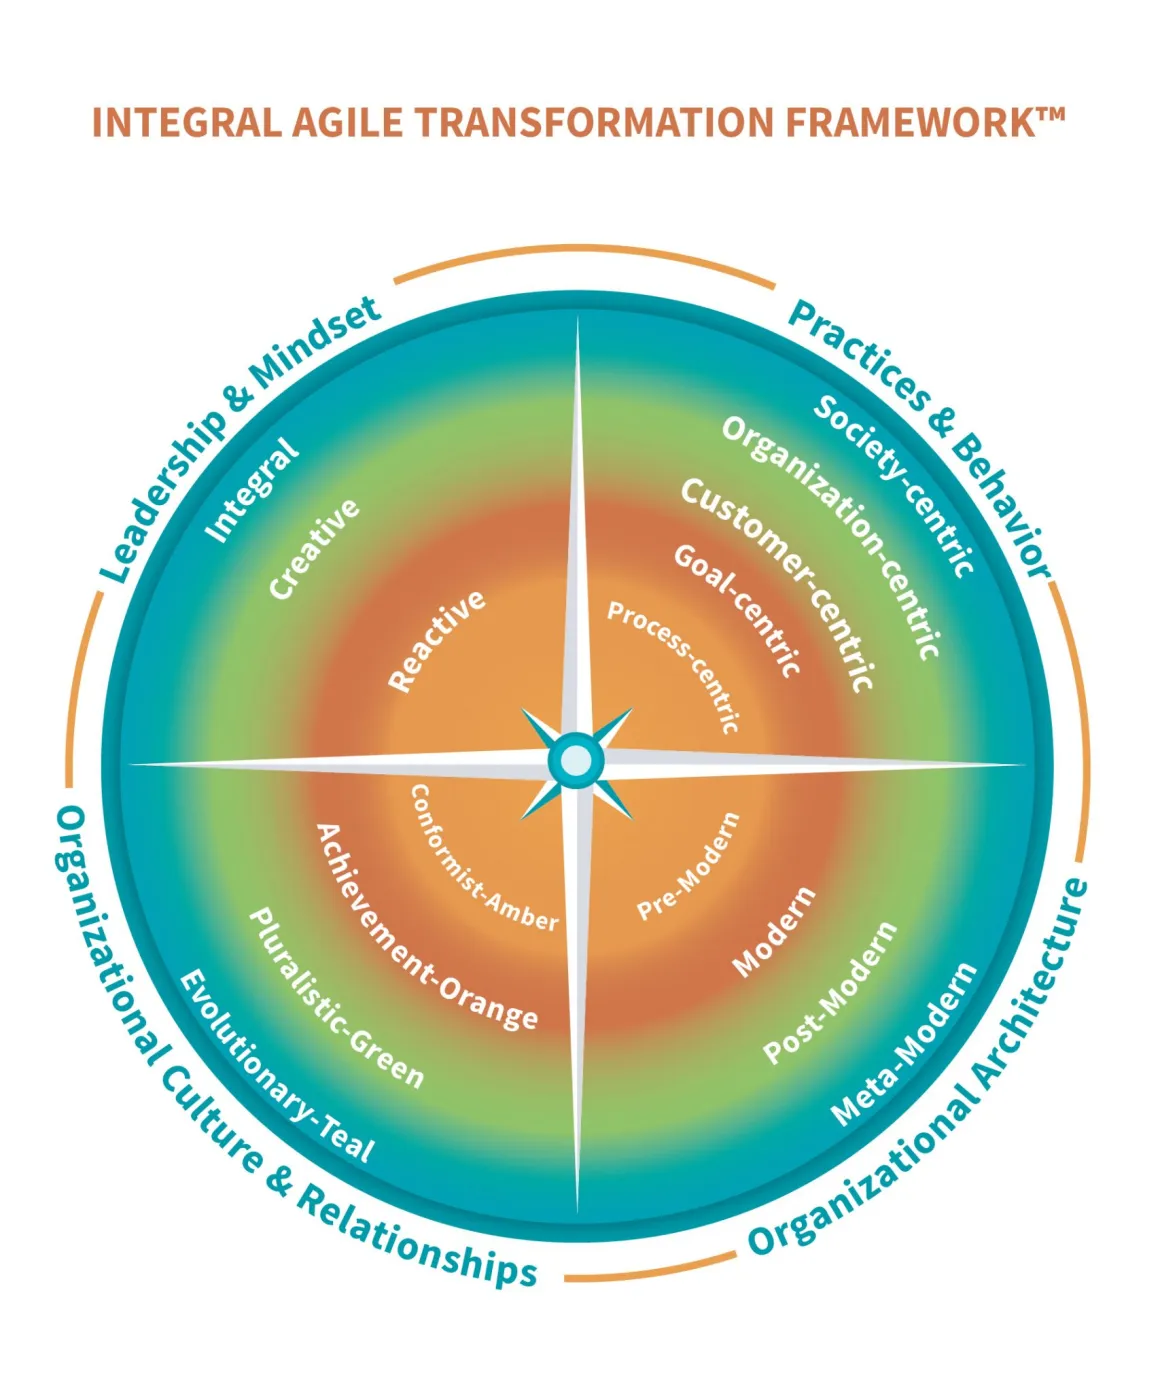 INTEGRAL AGILE TRANSFORMATION FRAMEWORK™
Leadership & Mindset
Integral
Creative
Reactive
Practices & Behavior
Society-centric
Organization-centric
Customer-centric
Goal-centric
Process-centric
Organizational Culture & Relationships
Conformist-Amber
Achievement-Orange
Pluralistic-Green
Evolutionary-Teal
Organizational Architecture
Pre-Modern
Modern
Post-Modern
Meta-Modern